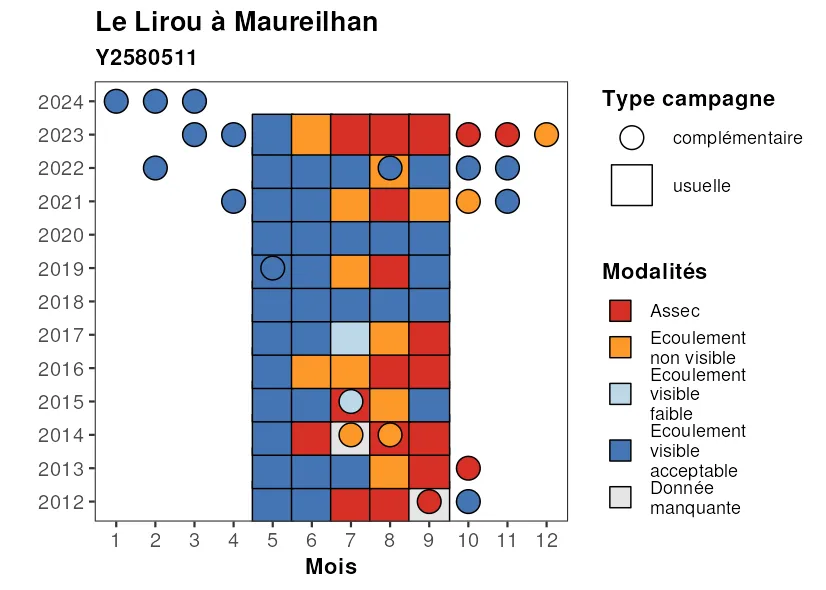 Le Lirou à Maureilhan
Y2580511
2024
2023
2022
2021
2020
2019
2018
2017
2016
2015
2014
2013
2012
1 2 3 4 5 6 7 8 9 10 11 12
Mois
Type campagne
complémentaire
usuelle
Modalités
Assec
Ecoulement
non visible
Ecoulement
visible
faible
Ecoulement
visible
acceptable
Donnée
manquante